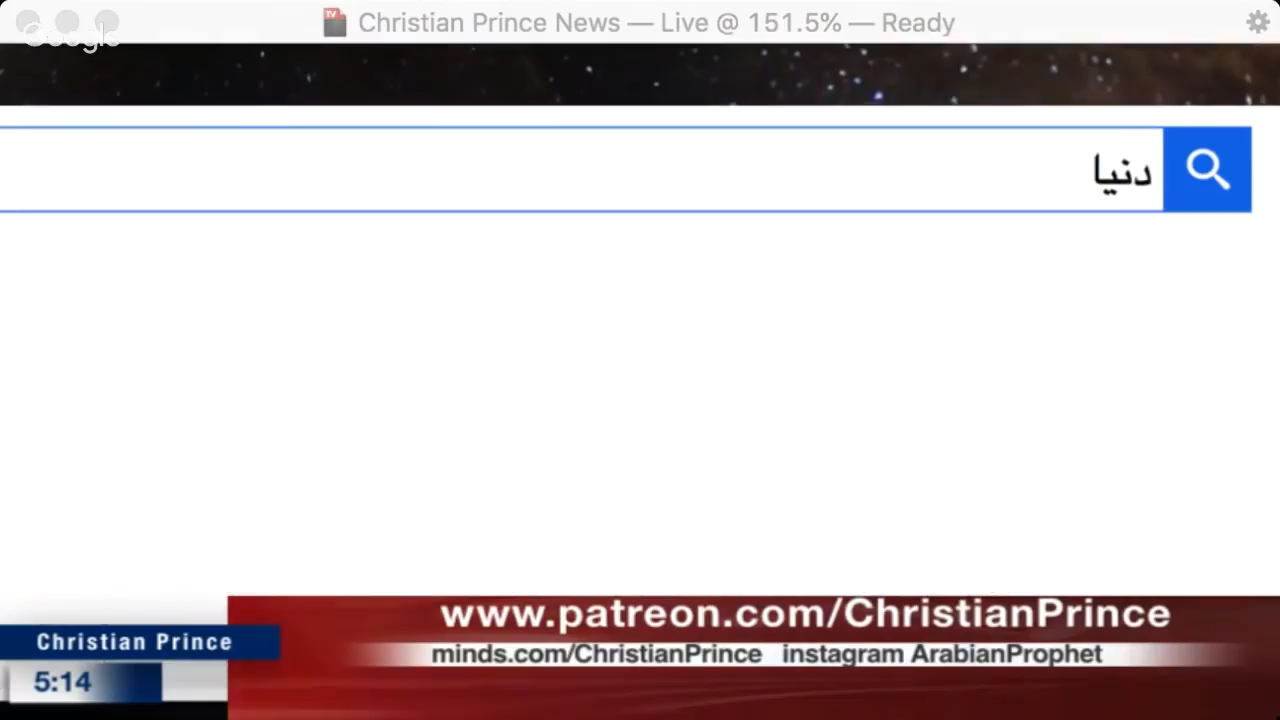 Christian Prince News — Live @ 151.5% — Ready
Google
دنيا
www.patreon.com/ChristianPrince
minds.com/ChristianPrince instagram ArabianProphet
Christian Prince
5:14